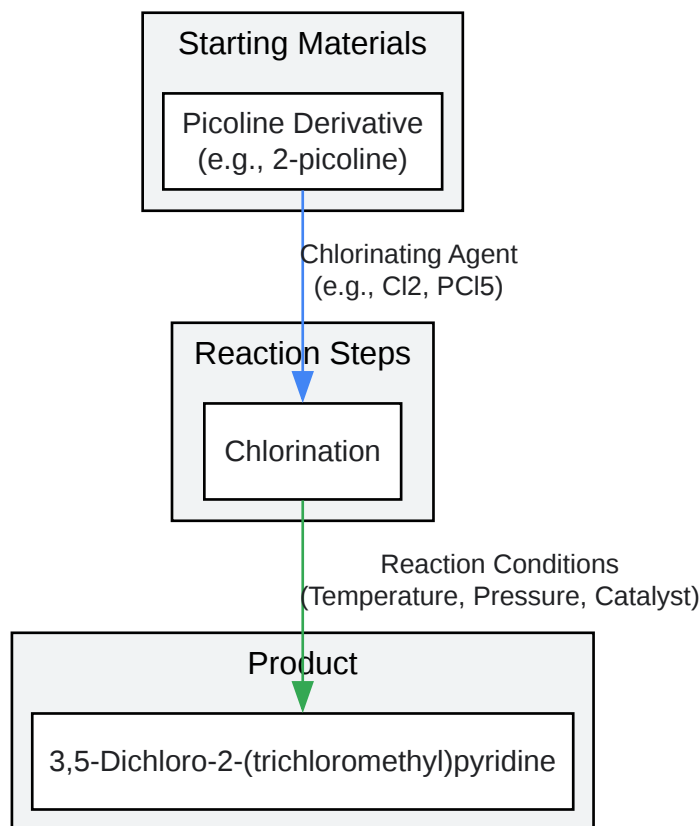 Starting Materials
Picoline Derivative
(e.g., 2-picoline)
Chlorinating Agent
(e.g., Cl2, PCl5)
Reaction Steps
Chlorination
Reaction Conditions
(Temperature, Pressure, Catalyst)
Product
3,5-Dichloro-2-(trichloromethyl)pyridine